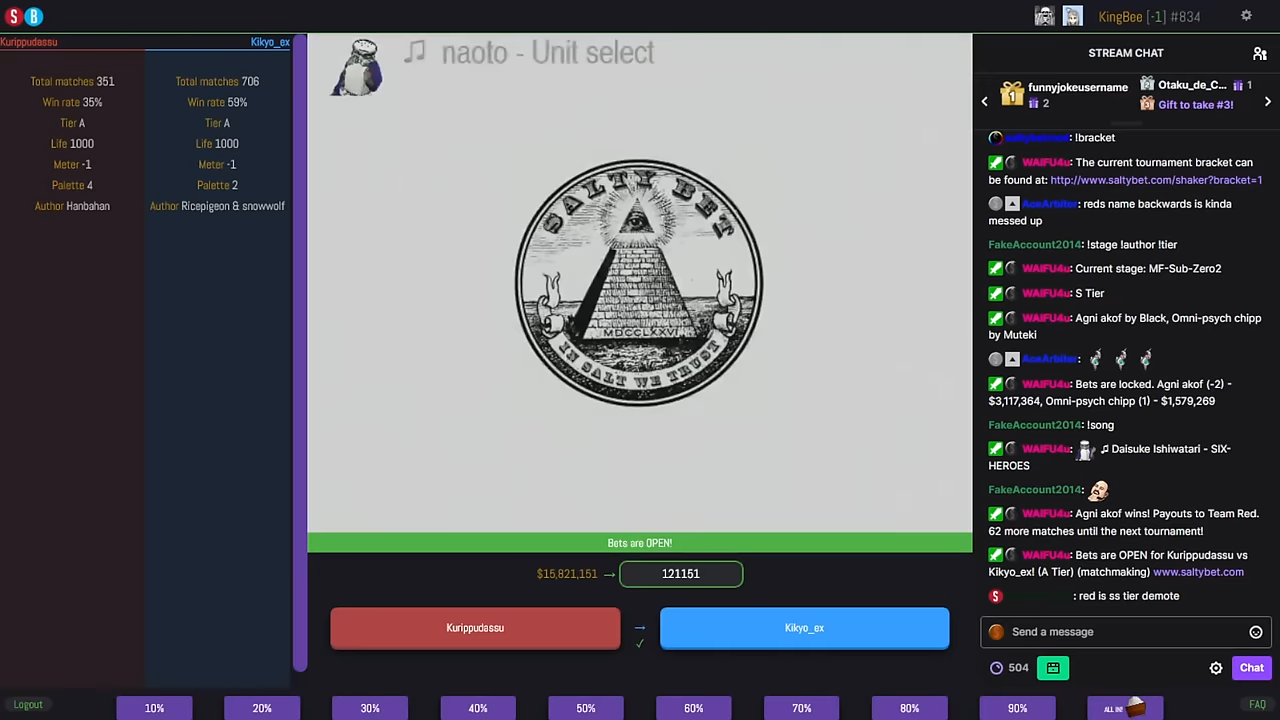 S B
KingBee [-1] #834
Kurippudassu
Kikyo_ex
Total matches 351
Win rate 35%
Tier A
Life 1000
Meter -1
Palette 4
Author Hanbahan
Total matches 706
Win rate 59%
Tier A
Life 1000
Meter -1
Palette 2
Author Ricepigeon & snowwolf
♫ naoto - Unit select
SALTY BET
MDCCLXXVI
IN SALT WE TRUST
Bets are OPEN!
$15,821,151 → 121151
Kurippudassu
→
✓
Kikyo_ex
Logout
10%
20%
30%
40%
50%
60%
70%
80%
90%
ALL IN!
FAQ
STREAM CHAT
1
funnyjokeusername
2
2 Otaku_de_C... 1
3 Gift to take #3!
: !bracket
WAIFU4u: The current tournament bracket can
be found at: http://www.saltybet.com/shaker?bracket=1
AceArbiter: reds name backwards is kinda
messed up
FakeAccount2014: !stage !author !tier
WAIFU4u: Current stage: MF-Sub-Zero2
WAIFU4u: S Tier
WAIFU4u: Agni akof by Black, Omni-psych chipp
by Muteki
AceArbiter:
WAIFU4u: Bets are locked. Agni akof (-2) -
$3,117,364, Omni-psych chipp (1) - $1,579,269
FakeAccount2014: !song
WAIFU4u: ♫ Daisuke Ishiwatari - SIX-
HEROES
FakeAccount2014:
WAIFU4u: Agni akof wins! Payouts to Team Red.
62 more matches until the next tournament!
WAIFU4u: Bets are OPEN for Kurippudassu vs
Kikyo_ex! (A Tier) (matchmaking) www.saltybet.com
S : red is ss tier demote
Send a message
504
Chat